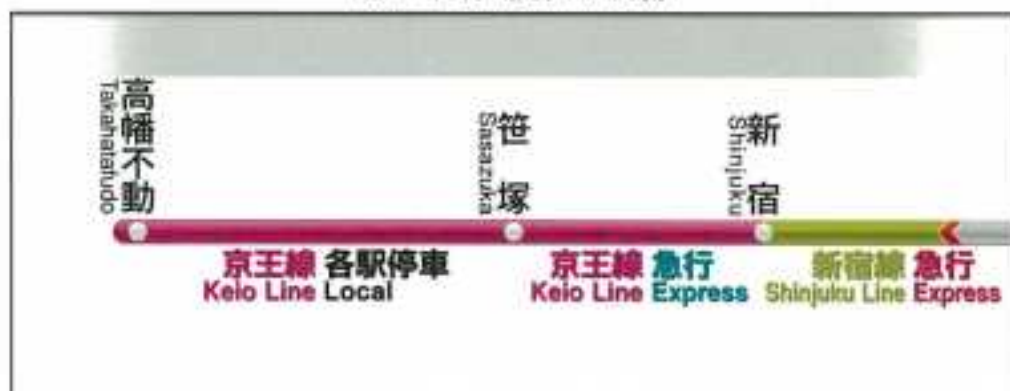 高幡不動
Takahatafudo
笹塚
Sasazuka
新宿
Shinjuku
京王線 各駅停車
Keio Line Local
京王線 急行
Keio Line Express
新宿線 急行
Shinjuku Line Express